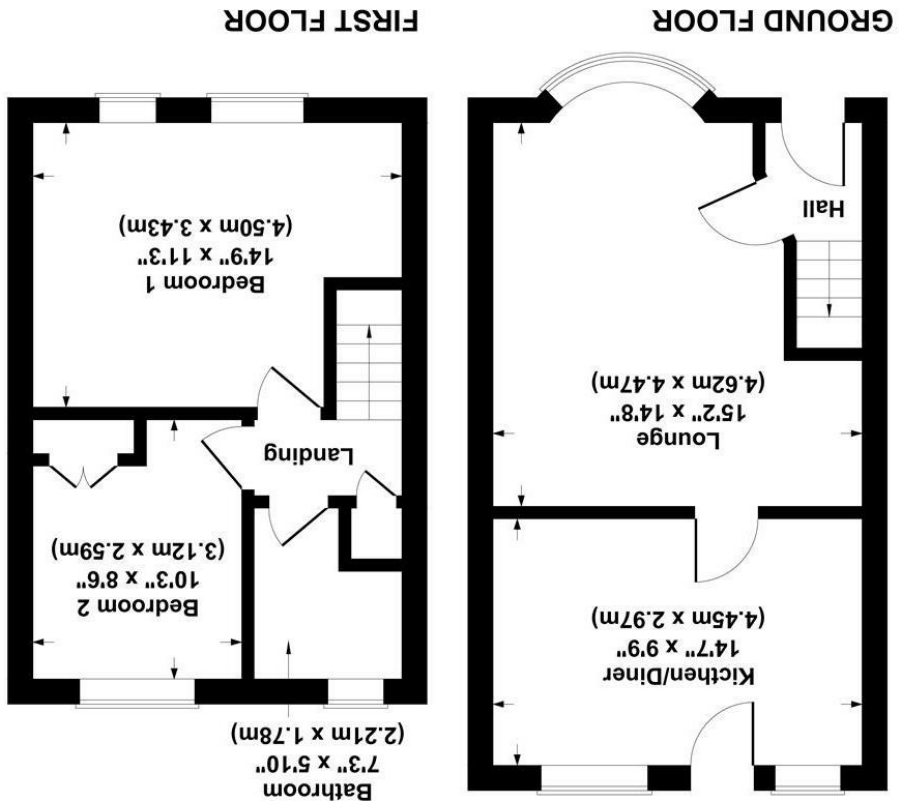 Kicthen/Diner
14'7" x 9'9"
(4.45m x 2.97m)
Lounge
15'2" x 14'8"
(4.62m x 4.47m)
Hall
GROUND FLOOR
Bathroom
7'3" x 5'10"
(2.21m x 1.78m)
Bedroom 2
10'3" x 8'6"
(3.12m x 2.59m)
Landing
Bedroom 1
14'9" x 11'3"
(4.50m x 3.43m)
FIRST FLOOR